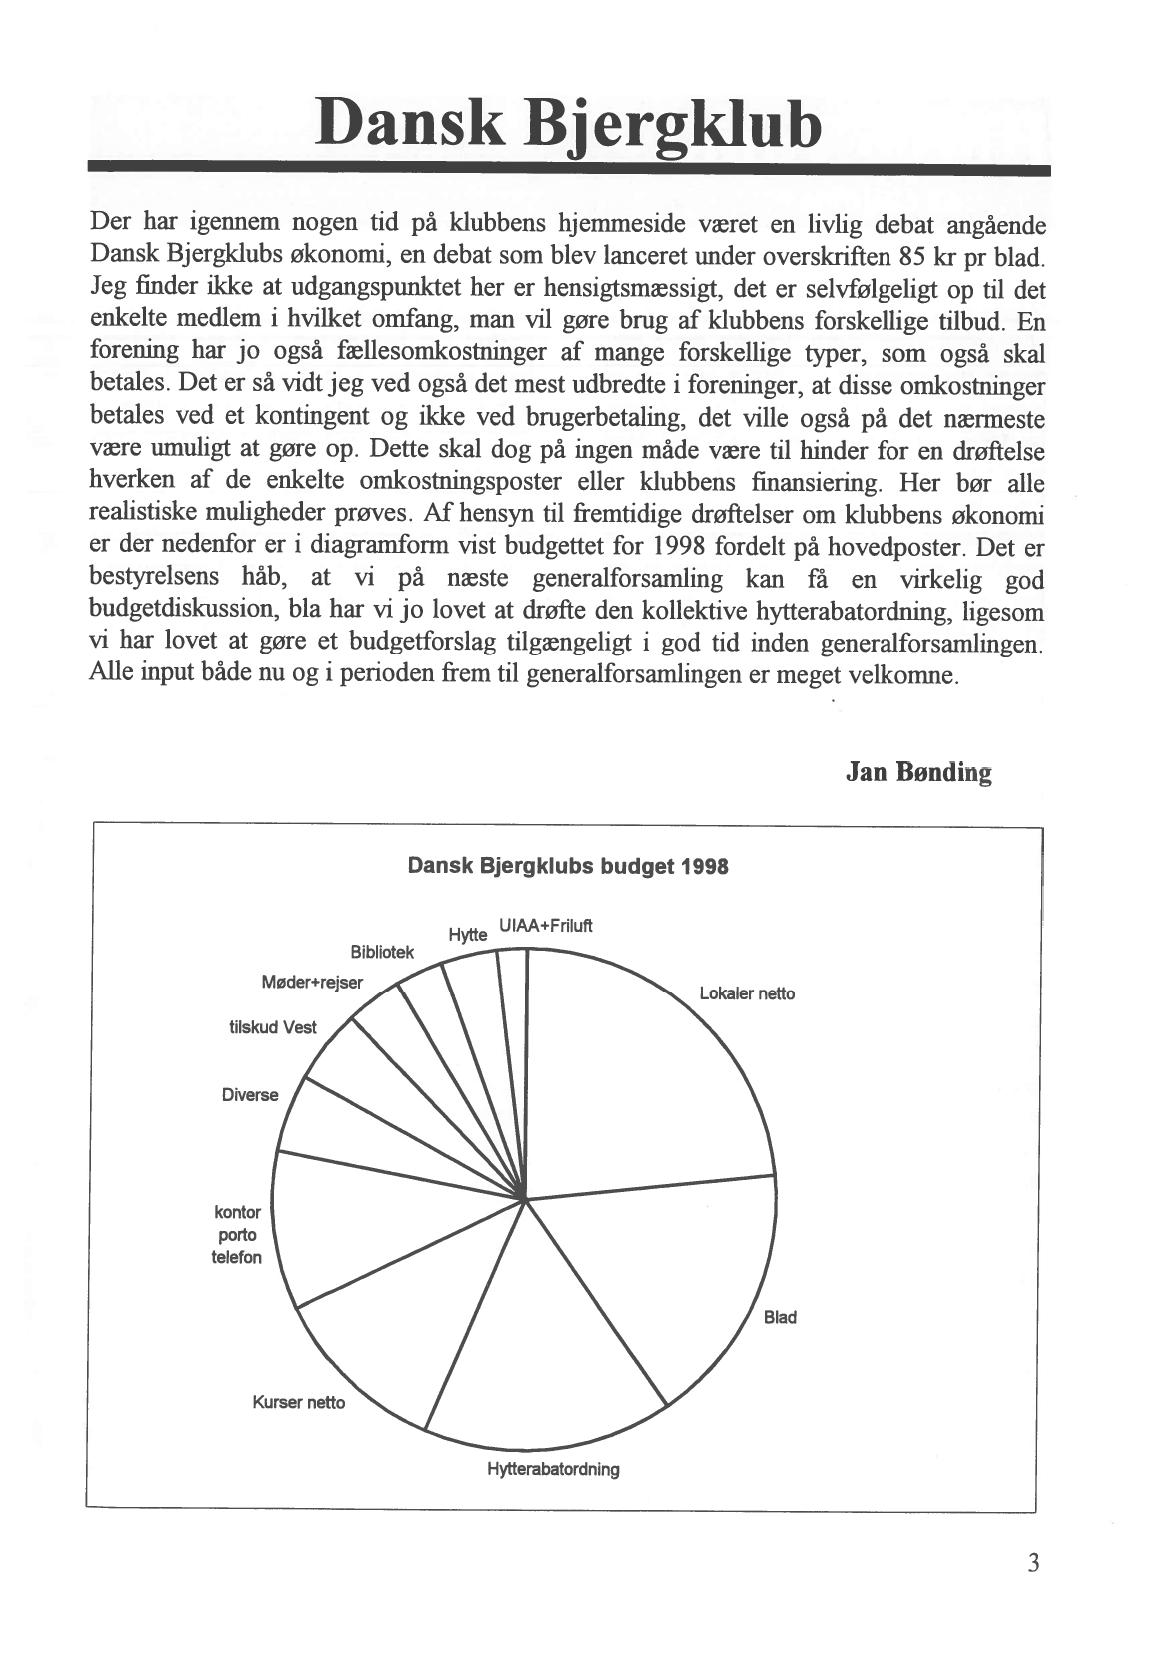 Dansk Bjergklub
Der har igennem nogen tid på klubbens hjemmeside været en livlig debat angående
Dansk Bjergklubs økonomi, en debat som blev lanceret under overskriften 85 kr pr blad.
Jeg finder ikke at udgangspunktet her er hensigtsmæssigt, det er selvfølgeligt op til det
enkelte medlem i hvilket omfang, man vil gøre brug af klubbens forskellige tilbud. En
forening har jo også fællesomkostninger af mange forskellige typer, som også skal
betales. Det er så vidt jeg ved også det mest udbredte i foreninger, at disse omkostninger
betales ved et kontingent og ikke ved brugerbetaling, det ville også på det nærmeste
være umuligt at gøre op. Dette skal dog på ingen måde være til hinder for en drøftelse
hverken af de enkelte omkostningsposter eller klubbens finansiering. Her bør alle
realistiske muligheder prøves. Af hensyn til fremtidige drøftelser om klubbens økonomi
er der nedenfor er i diagramform vist budgettet for 1998 fordelt på hovedposter. Det er
bestyrelsens håb, at vi på næste generalforsamling kan få en virkelig god
budgetdiskussion, bla har vi jo lovet at drøfte den kollektive hytterabatordning, ligesom
vi har lovet at gøre et budgetforslag tilgængeligt i god tid inden generalforsamlingen.
Alle input både nu og i perioden frem til generalforsamlingen er meget velkomne.
Jan Bønding
Dansk Bjergklubs budget 1998
UIAA+Friluft
Hytte
Bibliotek
Møder+rejser
Lokaler netto
tilskud Vest
Diverse
kontor
porto
telefon
Blad
Kurser netto
Hytterabatordning
3